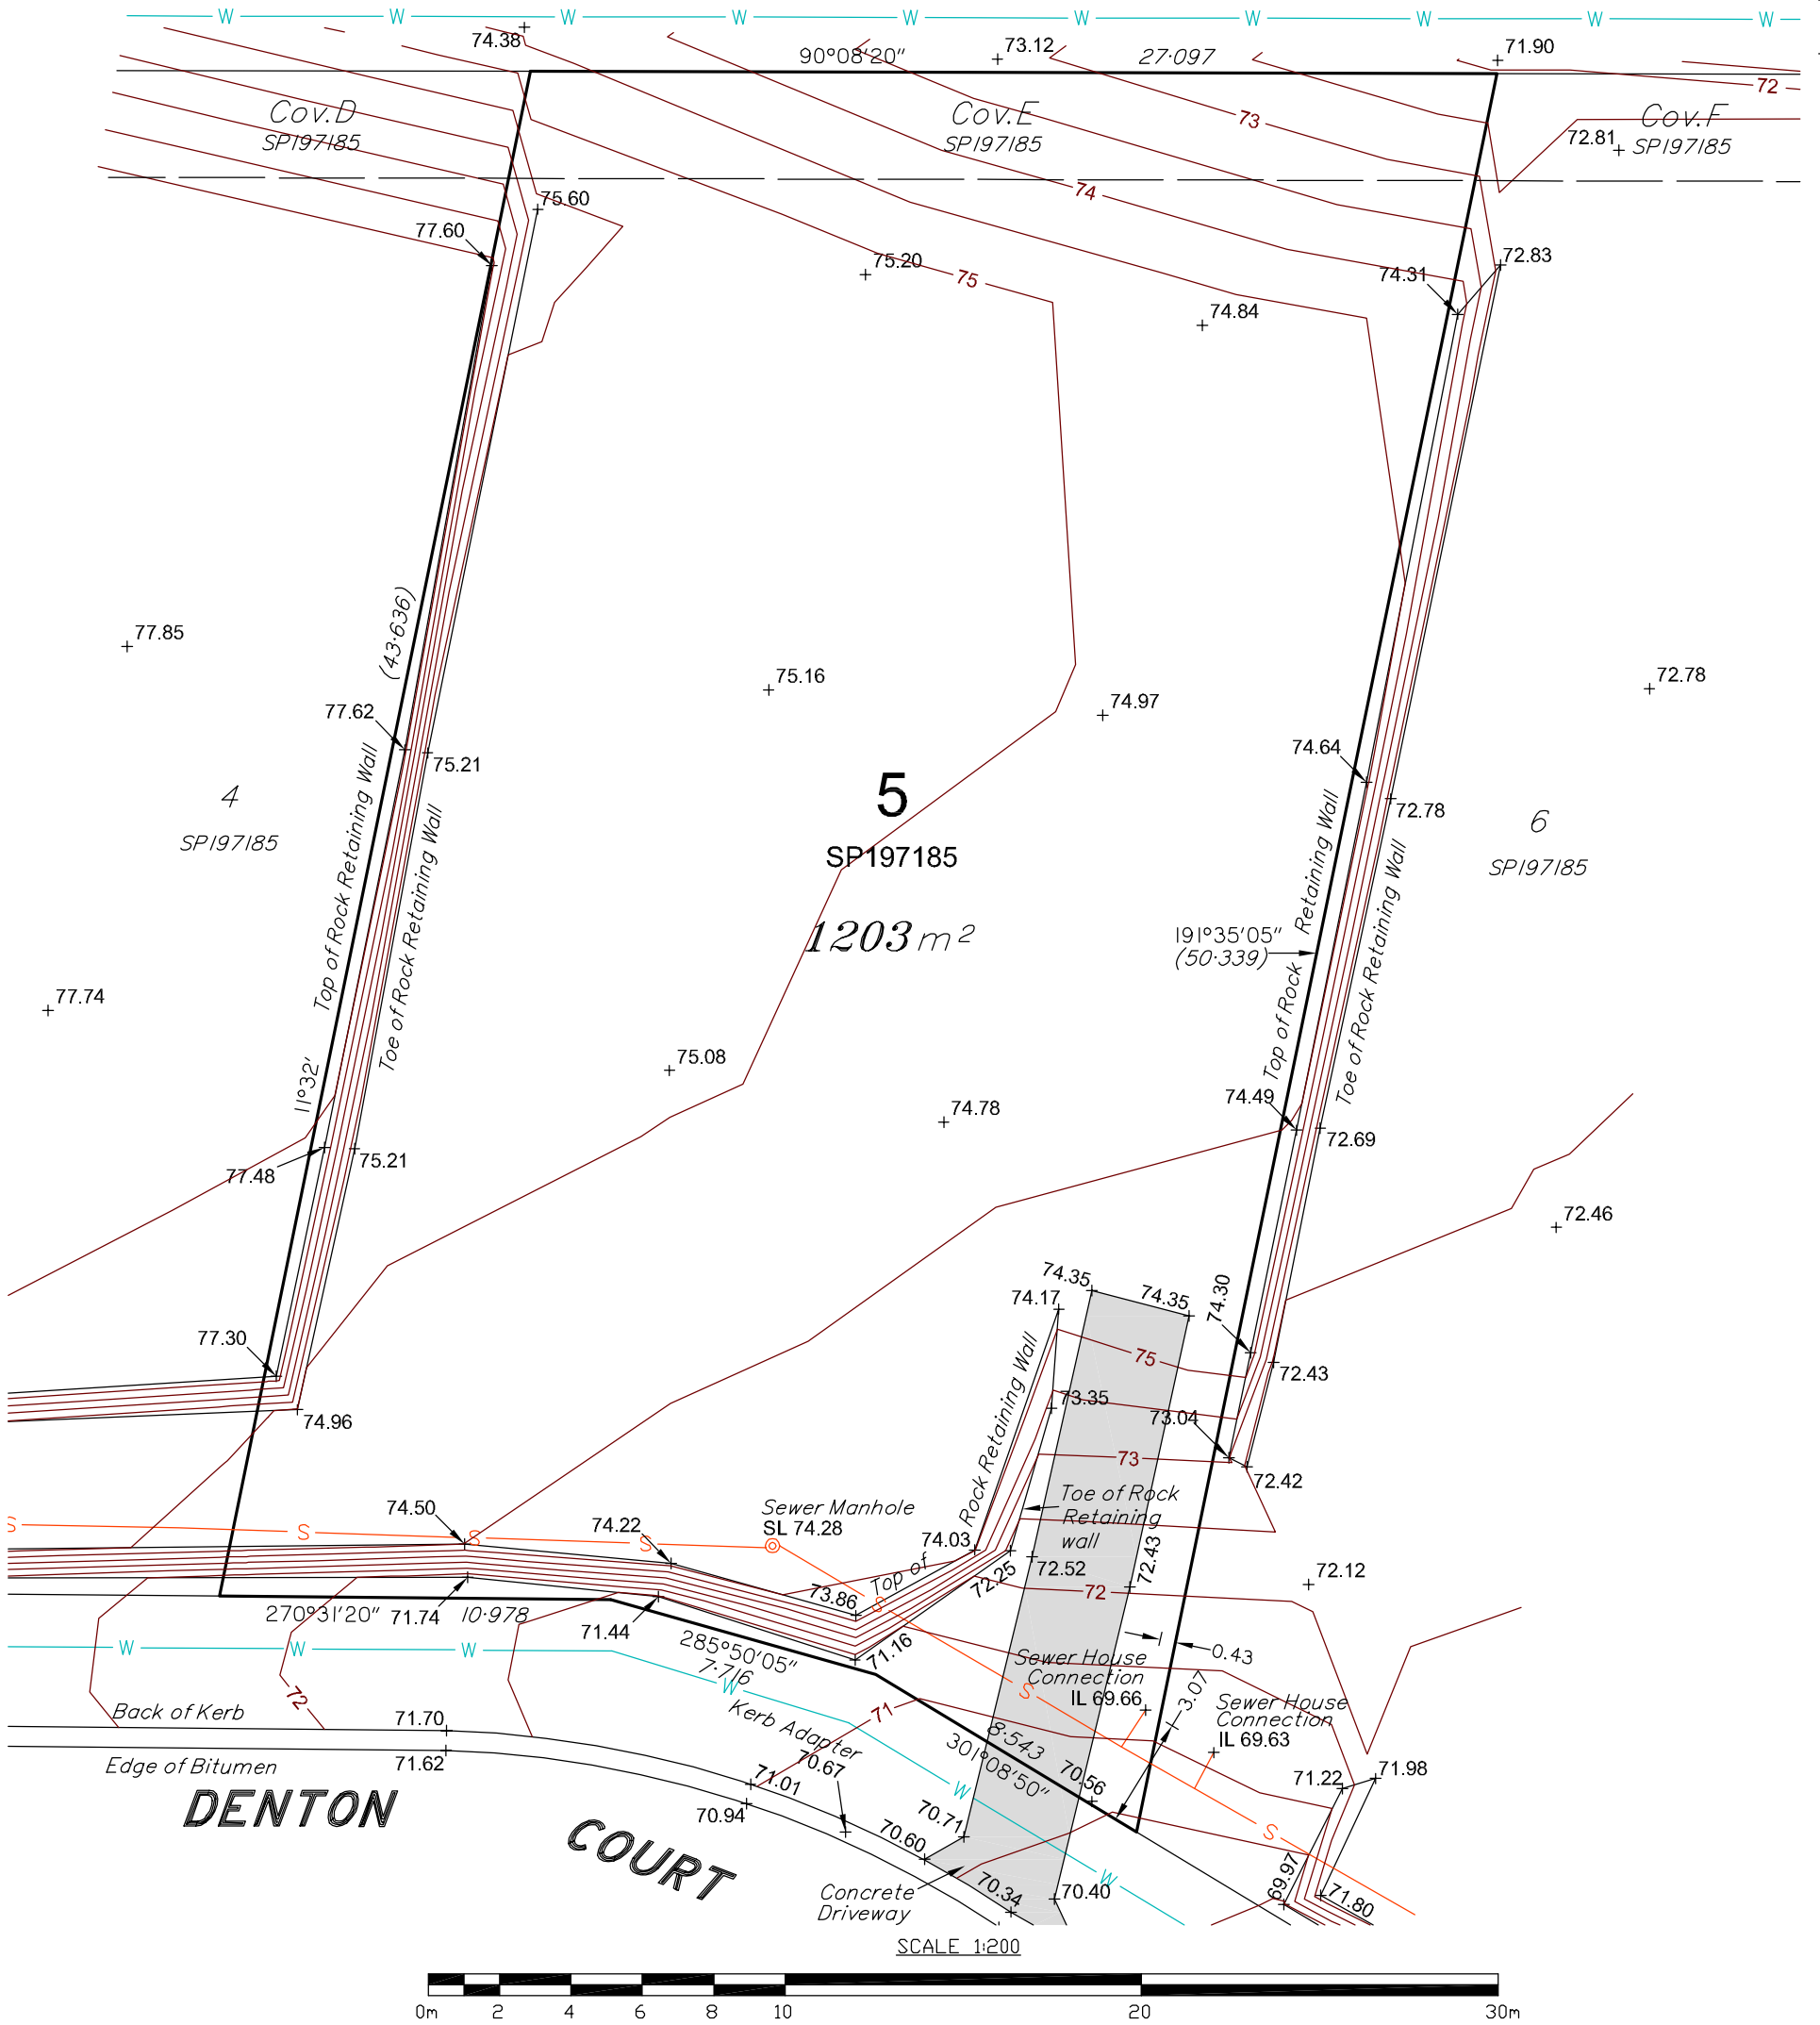 W W W W W W W W W W
74.38
90°08'20"
73.12
27·097
71.90
72
Cov.D
SP197185
Cov.E
SP197185
73
Cov.F
72.81
SP197185
74
75.60
77.60
75.20
75
72.83
74.31
74.84
(43·636)
77.85
75.16
72.78
77.62
74.97
75.21
74.64
72.78
Top of Rock Retaining Wall
Toe of Rock Retaining Wall
4
SP197185
5
SP197185
1203 m²
6
SP197185
Top of Rock Retaining Wall
Toe of Rock Retaining Wall
191°35'05"
(50·339)
77.74
11°32'
75.08
74.78
74.49
72.69
77.48
75.21
72.46
74.35
74.35
74.30
74.17
77.30
75
72.43
74.96
73.35
73.04
73
72.42
Top of Rock Retaining Wall
Toe of Rock
Retaining
wall
74.50
Sewer Manhole
SL 74.28
S S S S S
74.22
74.03
72.52
72.43
72.12
72.25
72
73.86
270°31'20"
71.74
10·978
71.44
285°50'05"
7·716
71.16
0.43
Sewer House
Connection
IL 69.66
3.07
Sewer House
Connection
IL 69.63
W W W W W W
S S S
72
Back of Kerb
71.70
Kerb Adapter
71
8·543
301°08'50"
Edge of Bitumen
71.62
70.67
70.56
71.01
71.22
71.98
70.94
DENTON COURT
70.71
70.60
Concrete
Driveway
70.34
70.40
69.97
71.80
SCALE 1:200
0m 2 4 6 8 10 20 30m